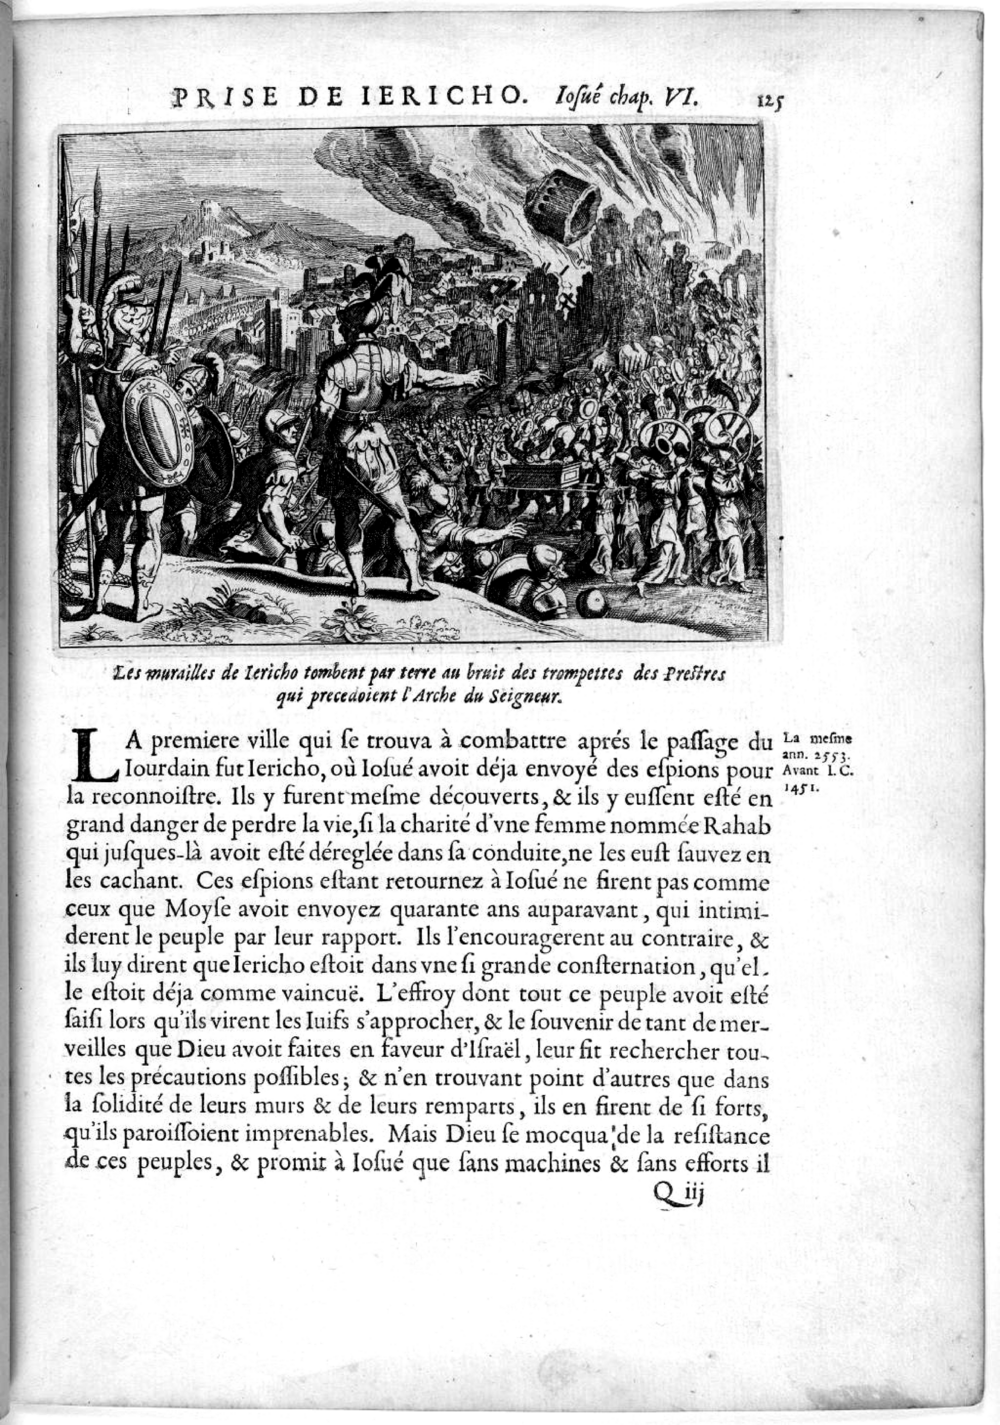 PRISE DE IERICHO. Ioſué chap. VI. 125
Les murailles de Iericho tombent par terre au bruit des trompettes des Preſtres
qui precedoient l'Arche du Seigneur.
LA premiere ville qui ſe trouva à combattre aprés le paſſage du
Iourdain fut Iericho, où Ioſué avoit déja envoyé des eſpions pour
la reconnoiſtre. Ils y furent meſme découverts, & ils y euſſent eſté en
grand danger de perdre la vie, ſi la charité d'vne femme nommée Rahab
qui juſques-là avoit eſté déreglée dans ſa conduite, ne les euſt ſauvez en
les cachant. Ces eſpions eſtant retournez à Ioſué ne firent pas comme
ceux que Moyſe avoit envoyez quarante ans auparavant, qui intimi-
derent le peuple par leur rapport. Ils l'encouragerent au contraire, &
ils luy dirent que Iericho eſtoit dans vne ſi grande conſternation, qu'el-
le eſtoit déja comme vaincuë. L'effroy dont tout ce peuple avoit eſté
ſaiſi lors qu'ils virent les Iuifs s'approcher, & le ſouvenir de tant de mer-
veilles que Dieu avoit faites en faveur d'Iſraël, leur fit rechercher tou-
tes les précautions poſſibles; & n'en trouvant point d'autres que dans
la ſolidité de leurs murs & de leurs remparts, ils en firent de ſi forts,
qu'ils paroiſſoient imprenables. Mais Dieu ſe mocqua de la reſiſtance
de ces peuples, & promit à Ioſué que ſans machines & ſans efforts il
Q iij
La meſme
ann. 2553.
Avant I. C.
1451.